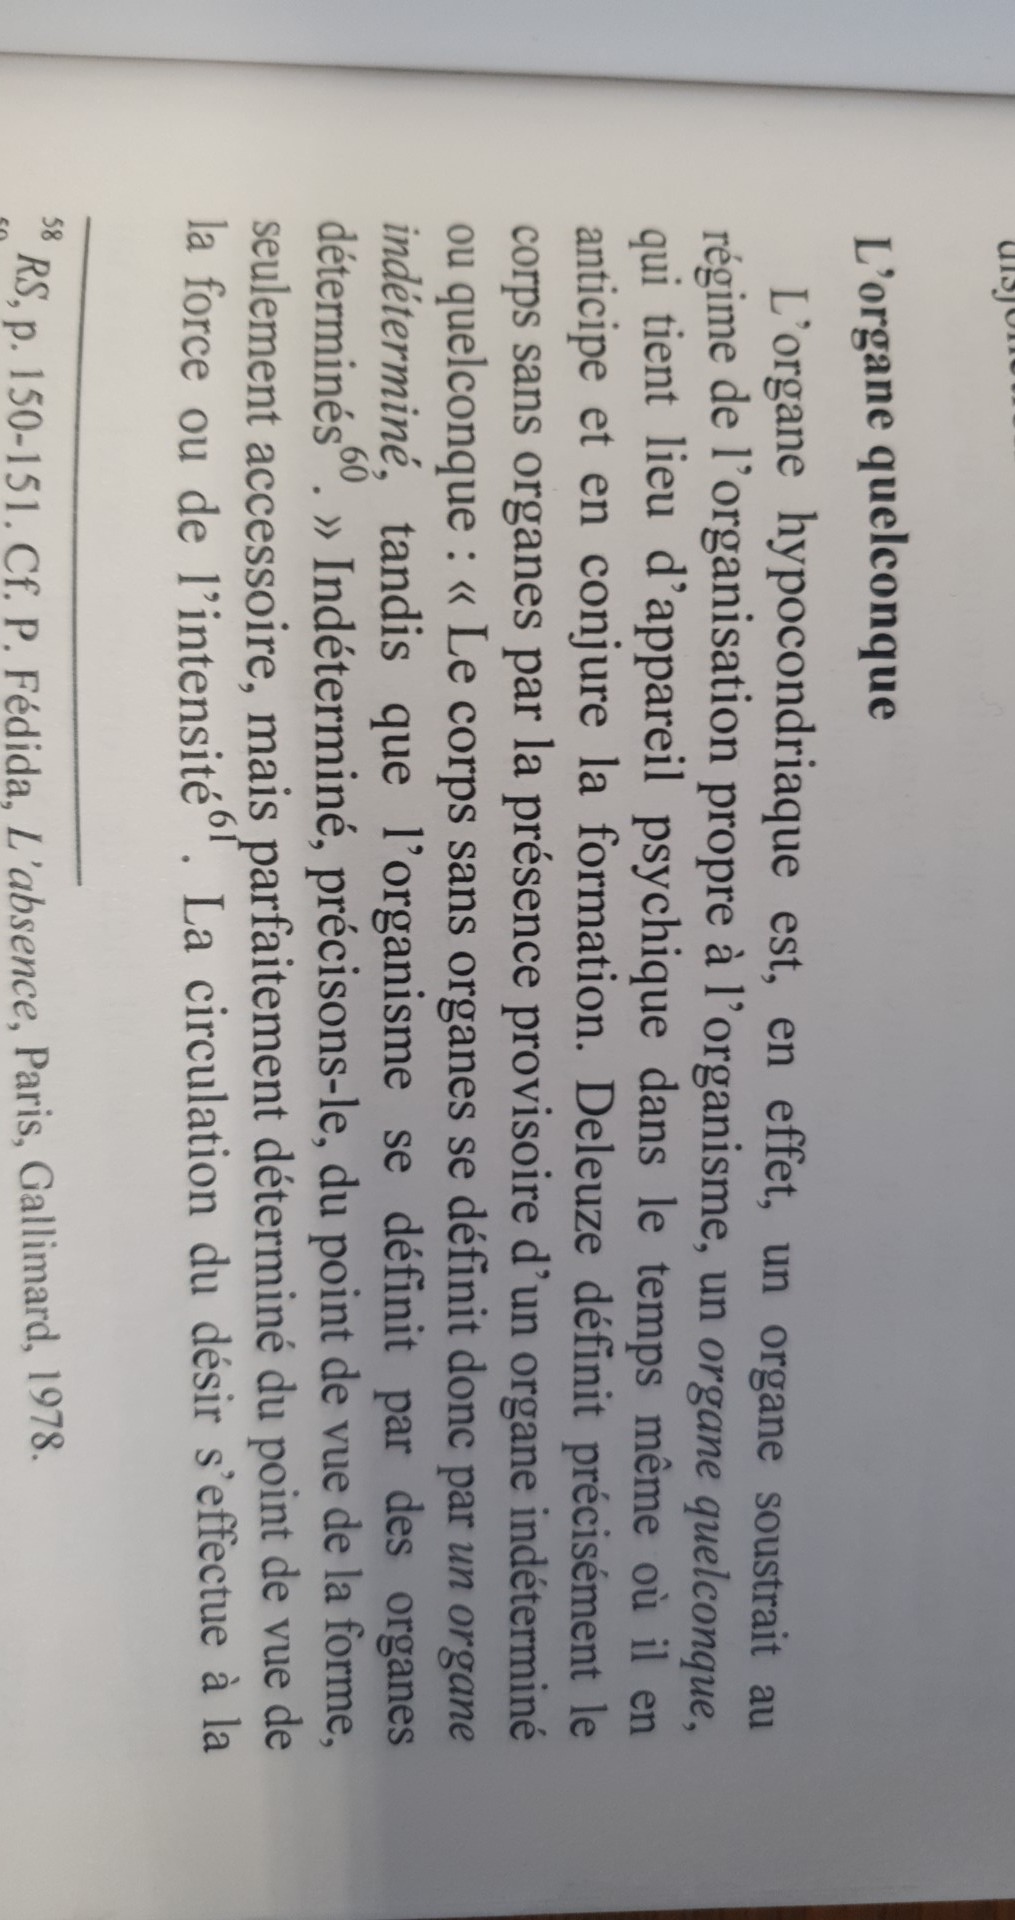 L'organe quelconque
L'organe hypocondriaque est, en effet, un organe soustrait au
régime de l'organisation propre à l'organisme, un organe quelconque,
qui tient lieu d'appareil psychique dans le temps même où il en
anticipe et en conjure la formation. Deleuze définit précisément le
corps sans organes par la présence provisoire d'un organe indéterminé
ou quelconque : « Le corps sans organes se définit donc par un organe
indéterminé, tandis que l'organisme se définit par des organes
déterminés⁶⁰. » Indéterminé, précisons-le, du point de vue de la forme,
seulement accessoire, mais parfaitement déterminé du point de vue de
la force ou de l'intensité⁶¹. La circulation du désir s'effectue à la
⁵⁸ RS, p. 150-151. Cf. P. Fédida, L'absence, Paris, Gallimard, 1978.